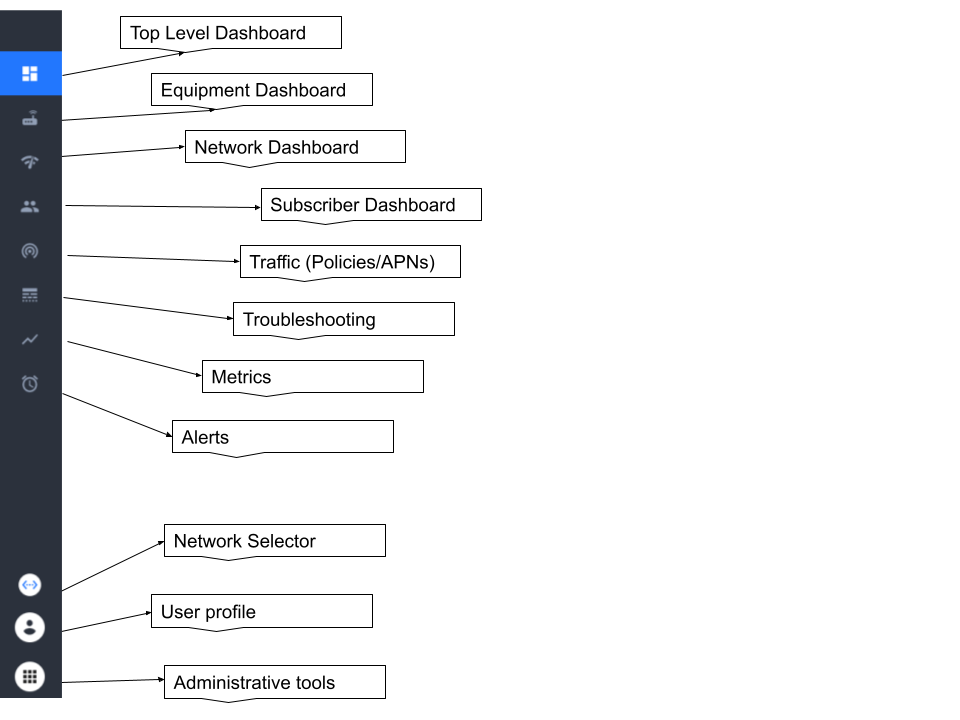 Top Level Dashboard
Equipment Dashboard
Network Dashboard
Subscriber Dashboard
Traffic (Policies/APNs)
Troubleshooting
Metrics
Alerts
Network Selector
User profile
Administrative tools